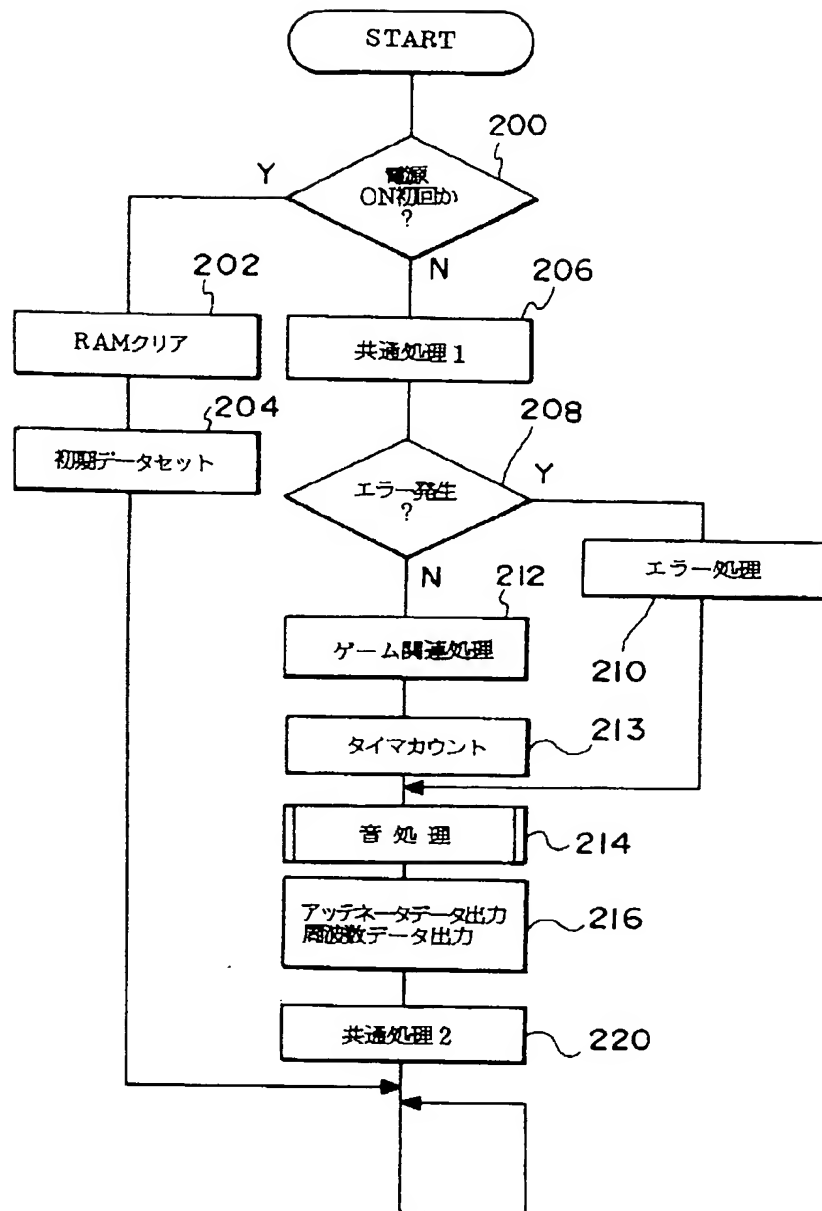 START
200
電源
ON初回か
?
Y
N
202
RAMクリア
206
共通処理1
204
初期データセット
208
エラー発生
?
Y
N
エラー処理
210
212
ゲーム関連処理
タイマカウント
213
音処理
214
アッテネータデータ出力
周波数データ出力
216
共通処理2
220